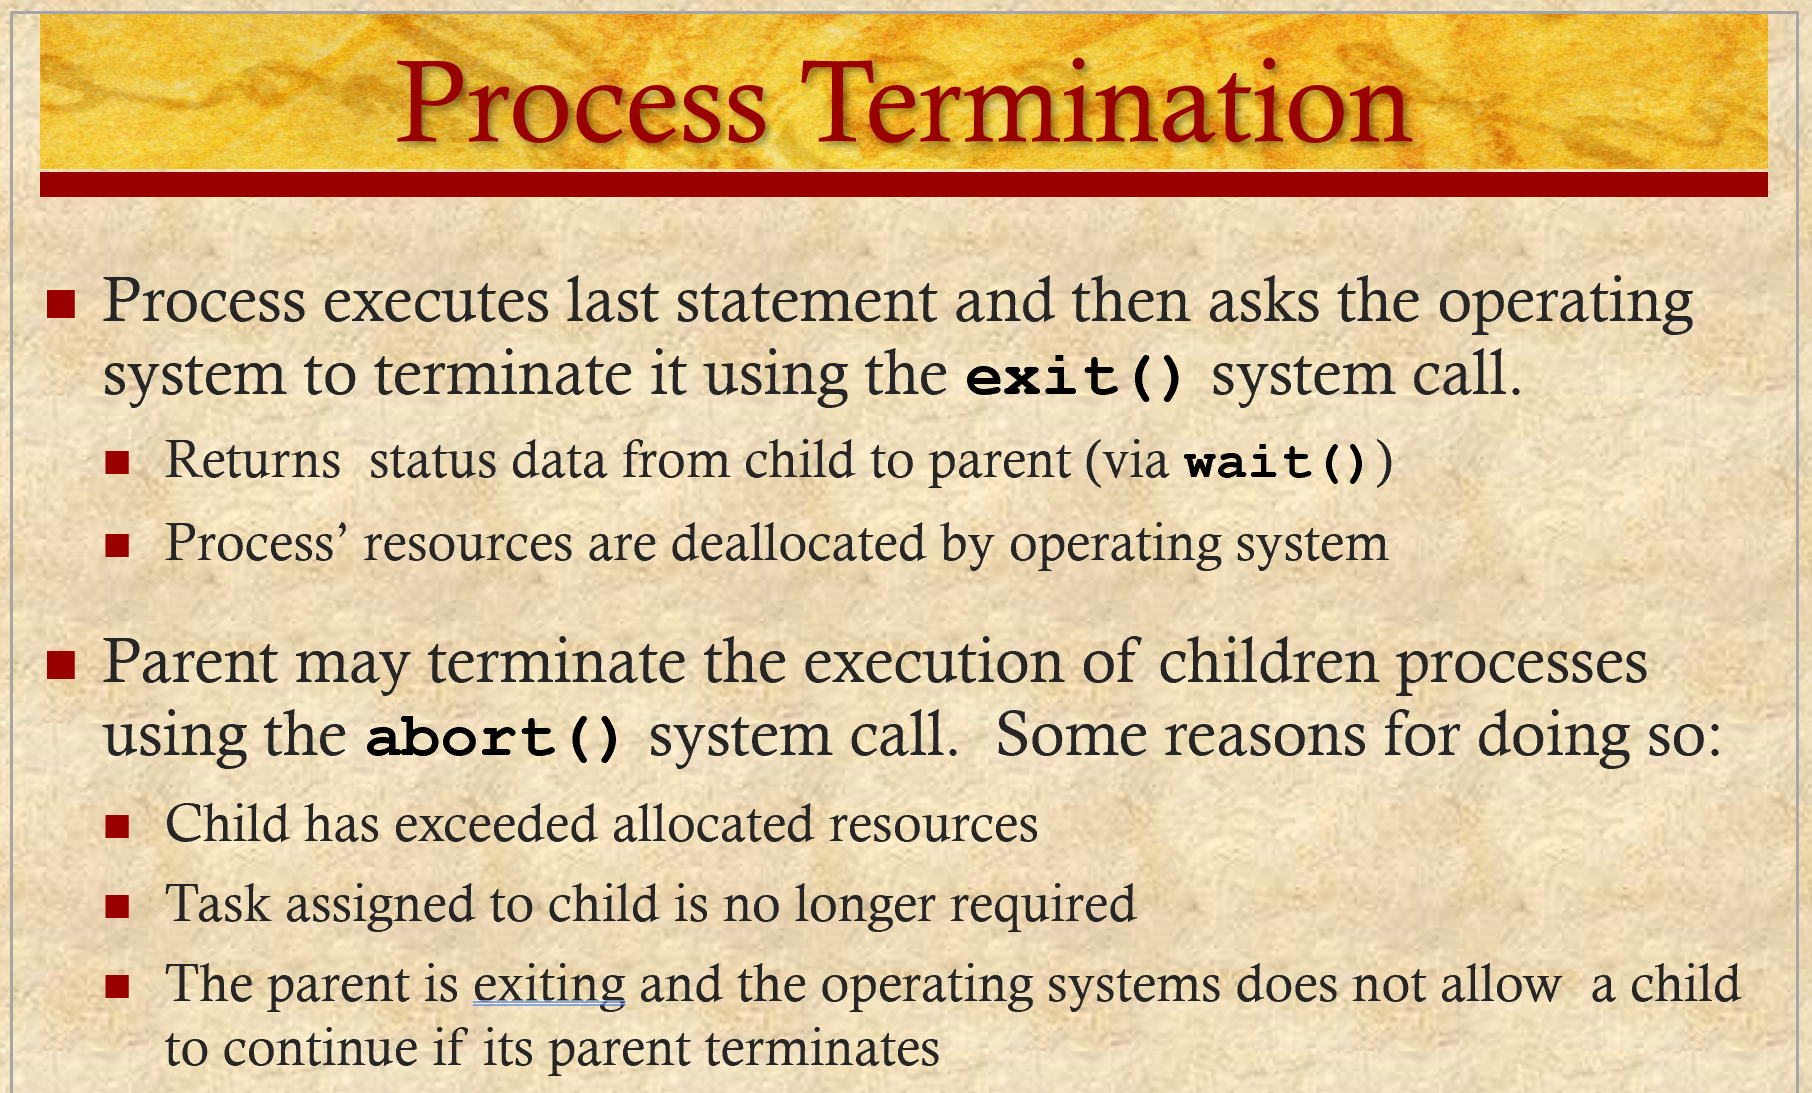 Process Termination
Process executes last statement and then asks the operating
system to terminate it using the exit() system call.
Returns  status data from child to parent (via wait())
Process’ resources are deallocated by operating system
Parent may terminate the execution of children processes
using the abort() system call.  Some reasons for doing so:
Child has exceeded allocated resources
Task assigned to child is no longer required
The parent is exiting and the operating systems does not allow  a child
to continue if its parent terminates